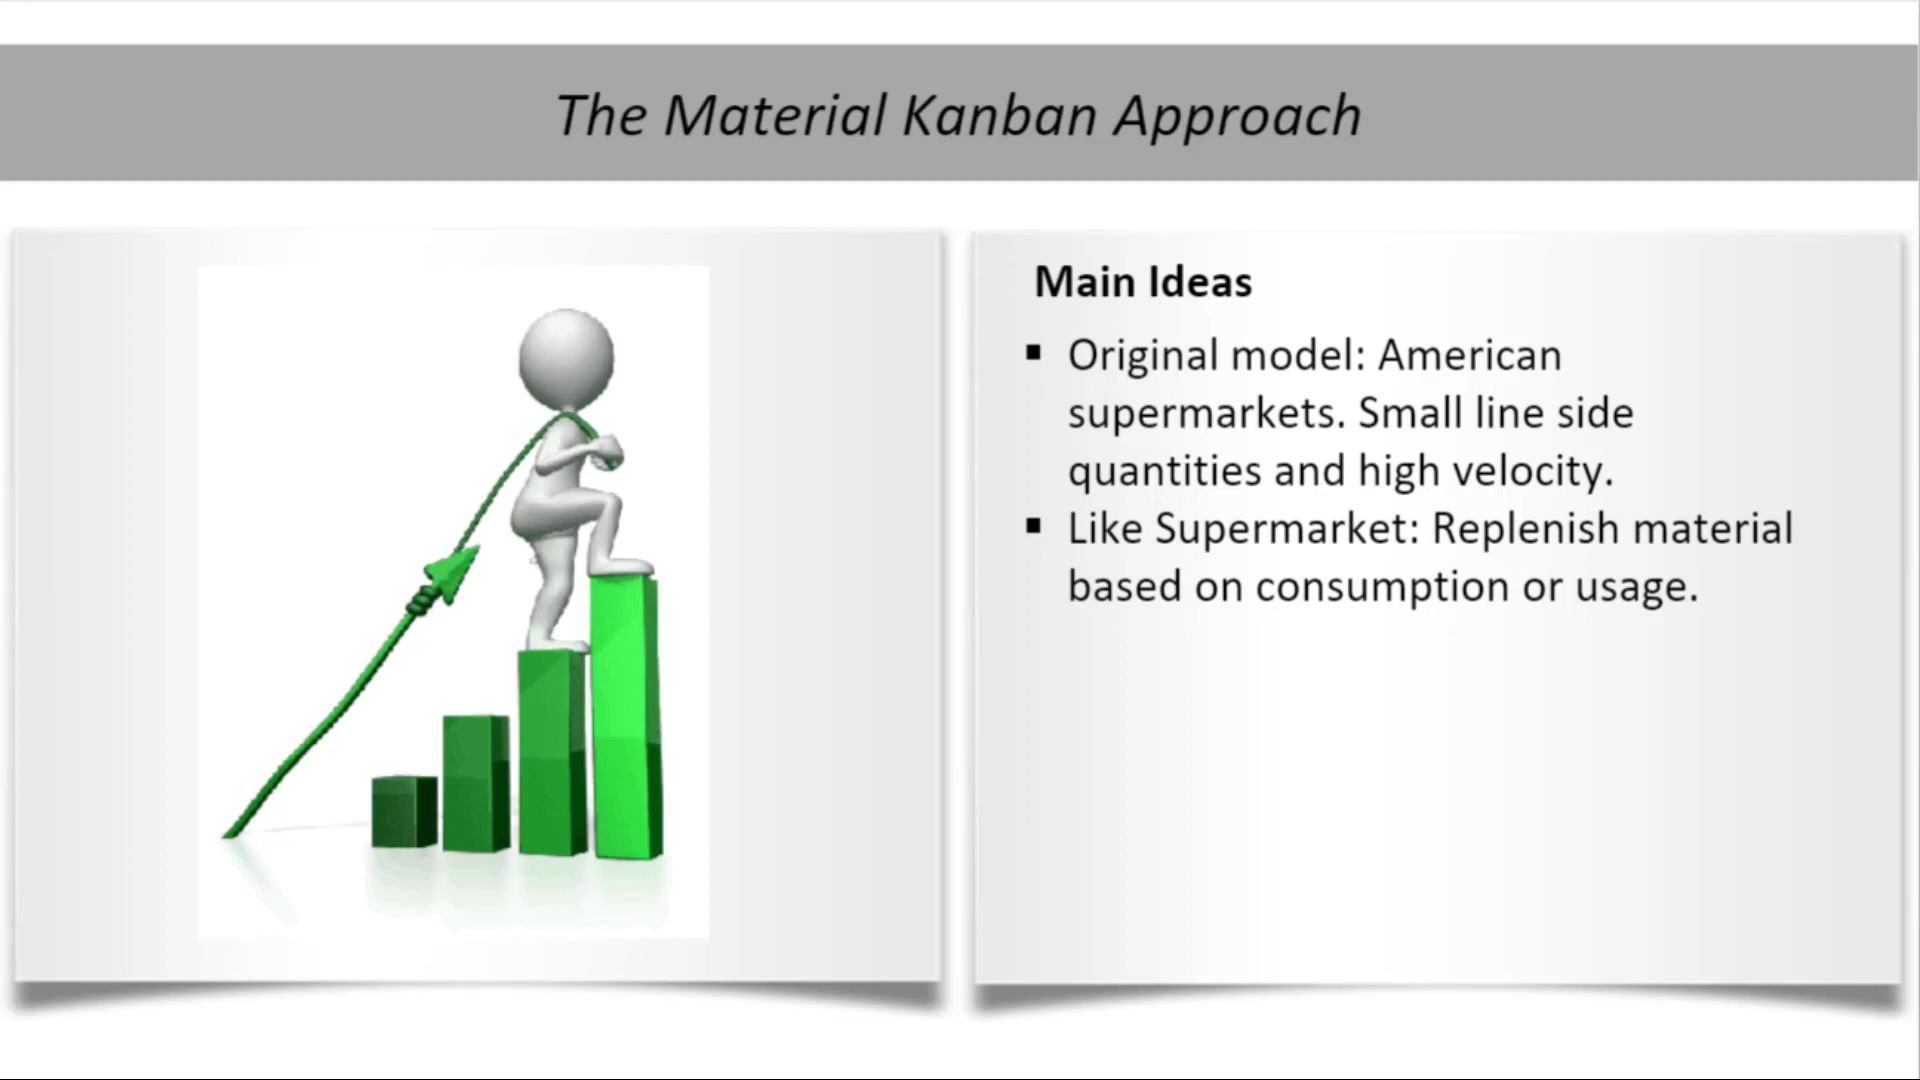 The Material Kanban Approach
Main Ideas
▪ Original model: American
supermarkets. Small line side
quantities and high velocity.
▪ Like Supermarket: Replenish material
based on consumption or usage.